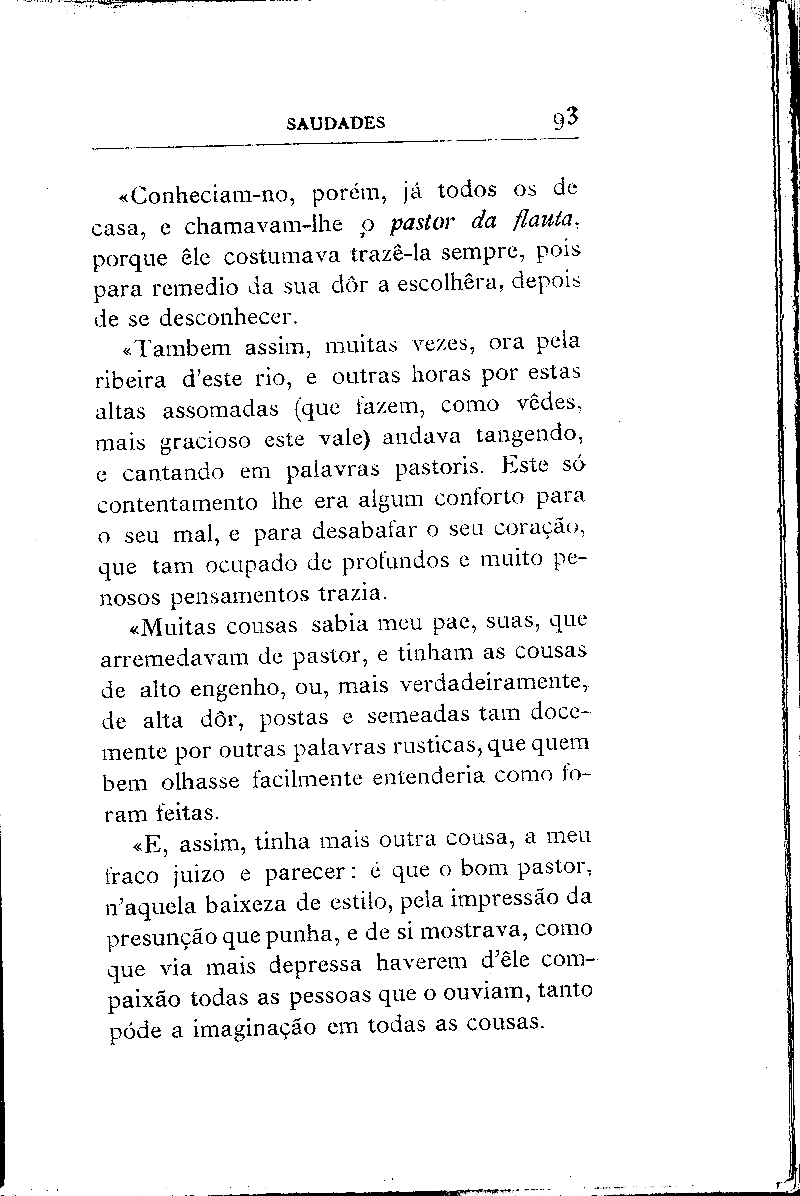 SAUDADES 93
«Conheciam-no, porém, já todos os de
casa, e chamavam-lhe o pastor da flauta,
porque êle costumava trazê-la sempre, pois
para remedio da sua dôr a escolhêra, depois
de se desconhecer.
«Tambem assim, muitas vezes, ora pela
ribeira d'este rio, e outras horas por estas
altas assomadas (que fazem, como vêdes,
mais gracioso este vale) andava tangendo,
e cantando em palavras pastoris. Este só
contentamento lhe era algum conforto para
o seu mal, e para desabafar o seu coração,
que tam ocupado de profundos e muito pe-
nosos pensamentos trazia.
«Muitas cousas sabia meu pae, suas, que
arremedavam de pastor, e tinham as cousas
de alto engenho, ou, mais verdadeiramente,
de alta dôr, postas e semeadas tam doce-
mente por outras palavras rusticas, que quem
bem olhasse facilmente entenderia como fo-
ram feitas.
«E, assim, tinha mais outra cousa, a meu
fraco juizo e parecer: é que o bom pastor,
n'aquela baixeza de estilo, pela impressão da
presunção que punha, e de si mostrava, como
que via mais depressa haverem d'êle com-
paixão todas as pessoas que o ouviam, tanto
póde a imaginação em todas as cousas.